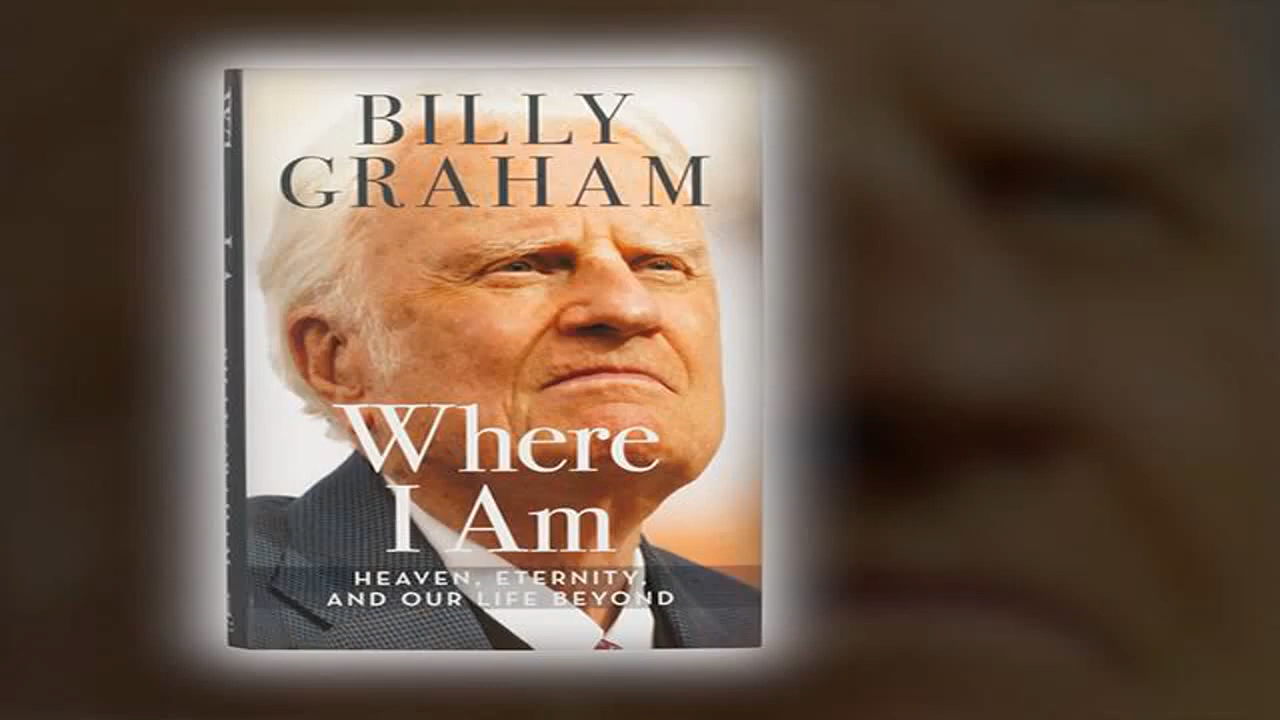 BILLY
GRAHAM
Where
I Am
HEAVEN, ETERNITY,
AND OUR LIFE BEYOND